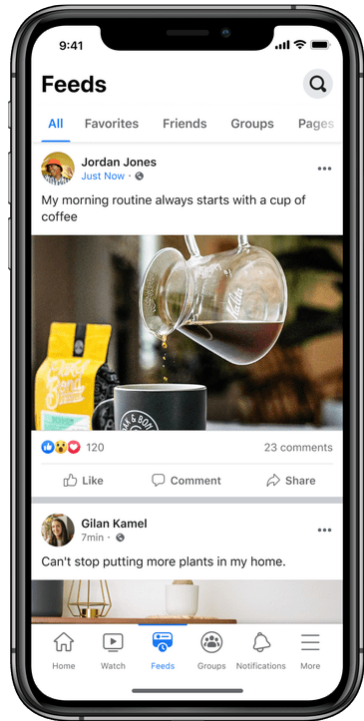 9:41
Feeds
All Favorites Friends Groups Pages
Jordan Jones
Just Now
My morning routine always starts with a cup of
coffee
120 23 comments
Like Comment Share
Gilan Kamel
7min
Can't stop putting more plants in my home.
Home Watch Feeds Groups Notifications More